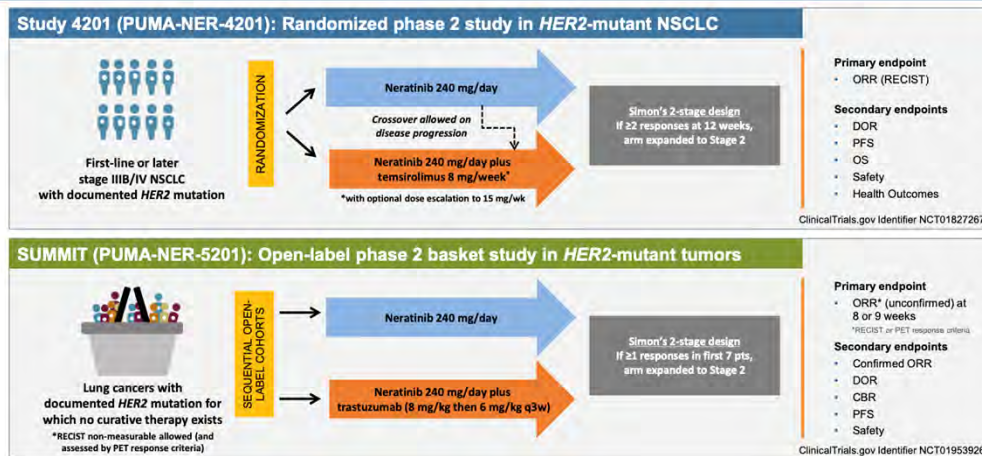 Study 4201 (PUMA-NER-4201): Randomized phase 2 study in HER2-mutant NSCLC
First-line or later
stage IIIB/IV NSCLC
with documented HER2 mutation
RANDOMIZATION
Neratinib 240 mg/day
Crossover allowed on
disease progression
Neratinib 240 mg/day plus
temsirolimus 8 mg/week*
*with optional dose escalation to 15 mg/wk
Simon's 2-stage design
If ≥2 responses at 12 weeks,
arm expanded to Stage 2
Primary endpoint
• ORR (RECIST)
Secondary endpoints
• DOR
• PFS
• OS
• Safety
• Health Outcomes
ClinicalTrials.gov Identifier NCT01827267
SUMMIT (PUMA-NER-5201): Open-label phase 2 basket study in HER2-mutant tumors
Lung cancers with
documented HER2 mutation for
which no curative therapy exists
*RECIST non-measurable allowed (and
assessed by PET response criteria)
SEQUENTIAL OPEN-
LABEL COHORTS
Neratinib 240 mg/day
Neratinib 240 mg/day plus
trastuzumab (8 mg/kg then 6 mg/kg q3w)
Simon's 2-stage design
If ≥1 responses in first 7 pts,
arm expanded to Stage 2
Primary endpoint
• ORR* (unconfirmed) at
8 or 9 weeks
*RECIST or PET response criteria
Secondary endpoints
• Confirmed ORR
• DOR
• CBR
• PFS
• Safety
ClinicalTrials.gov Identifier NCT01953926